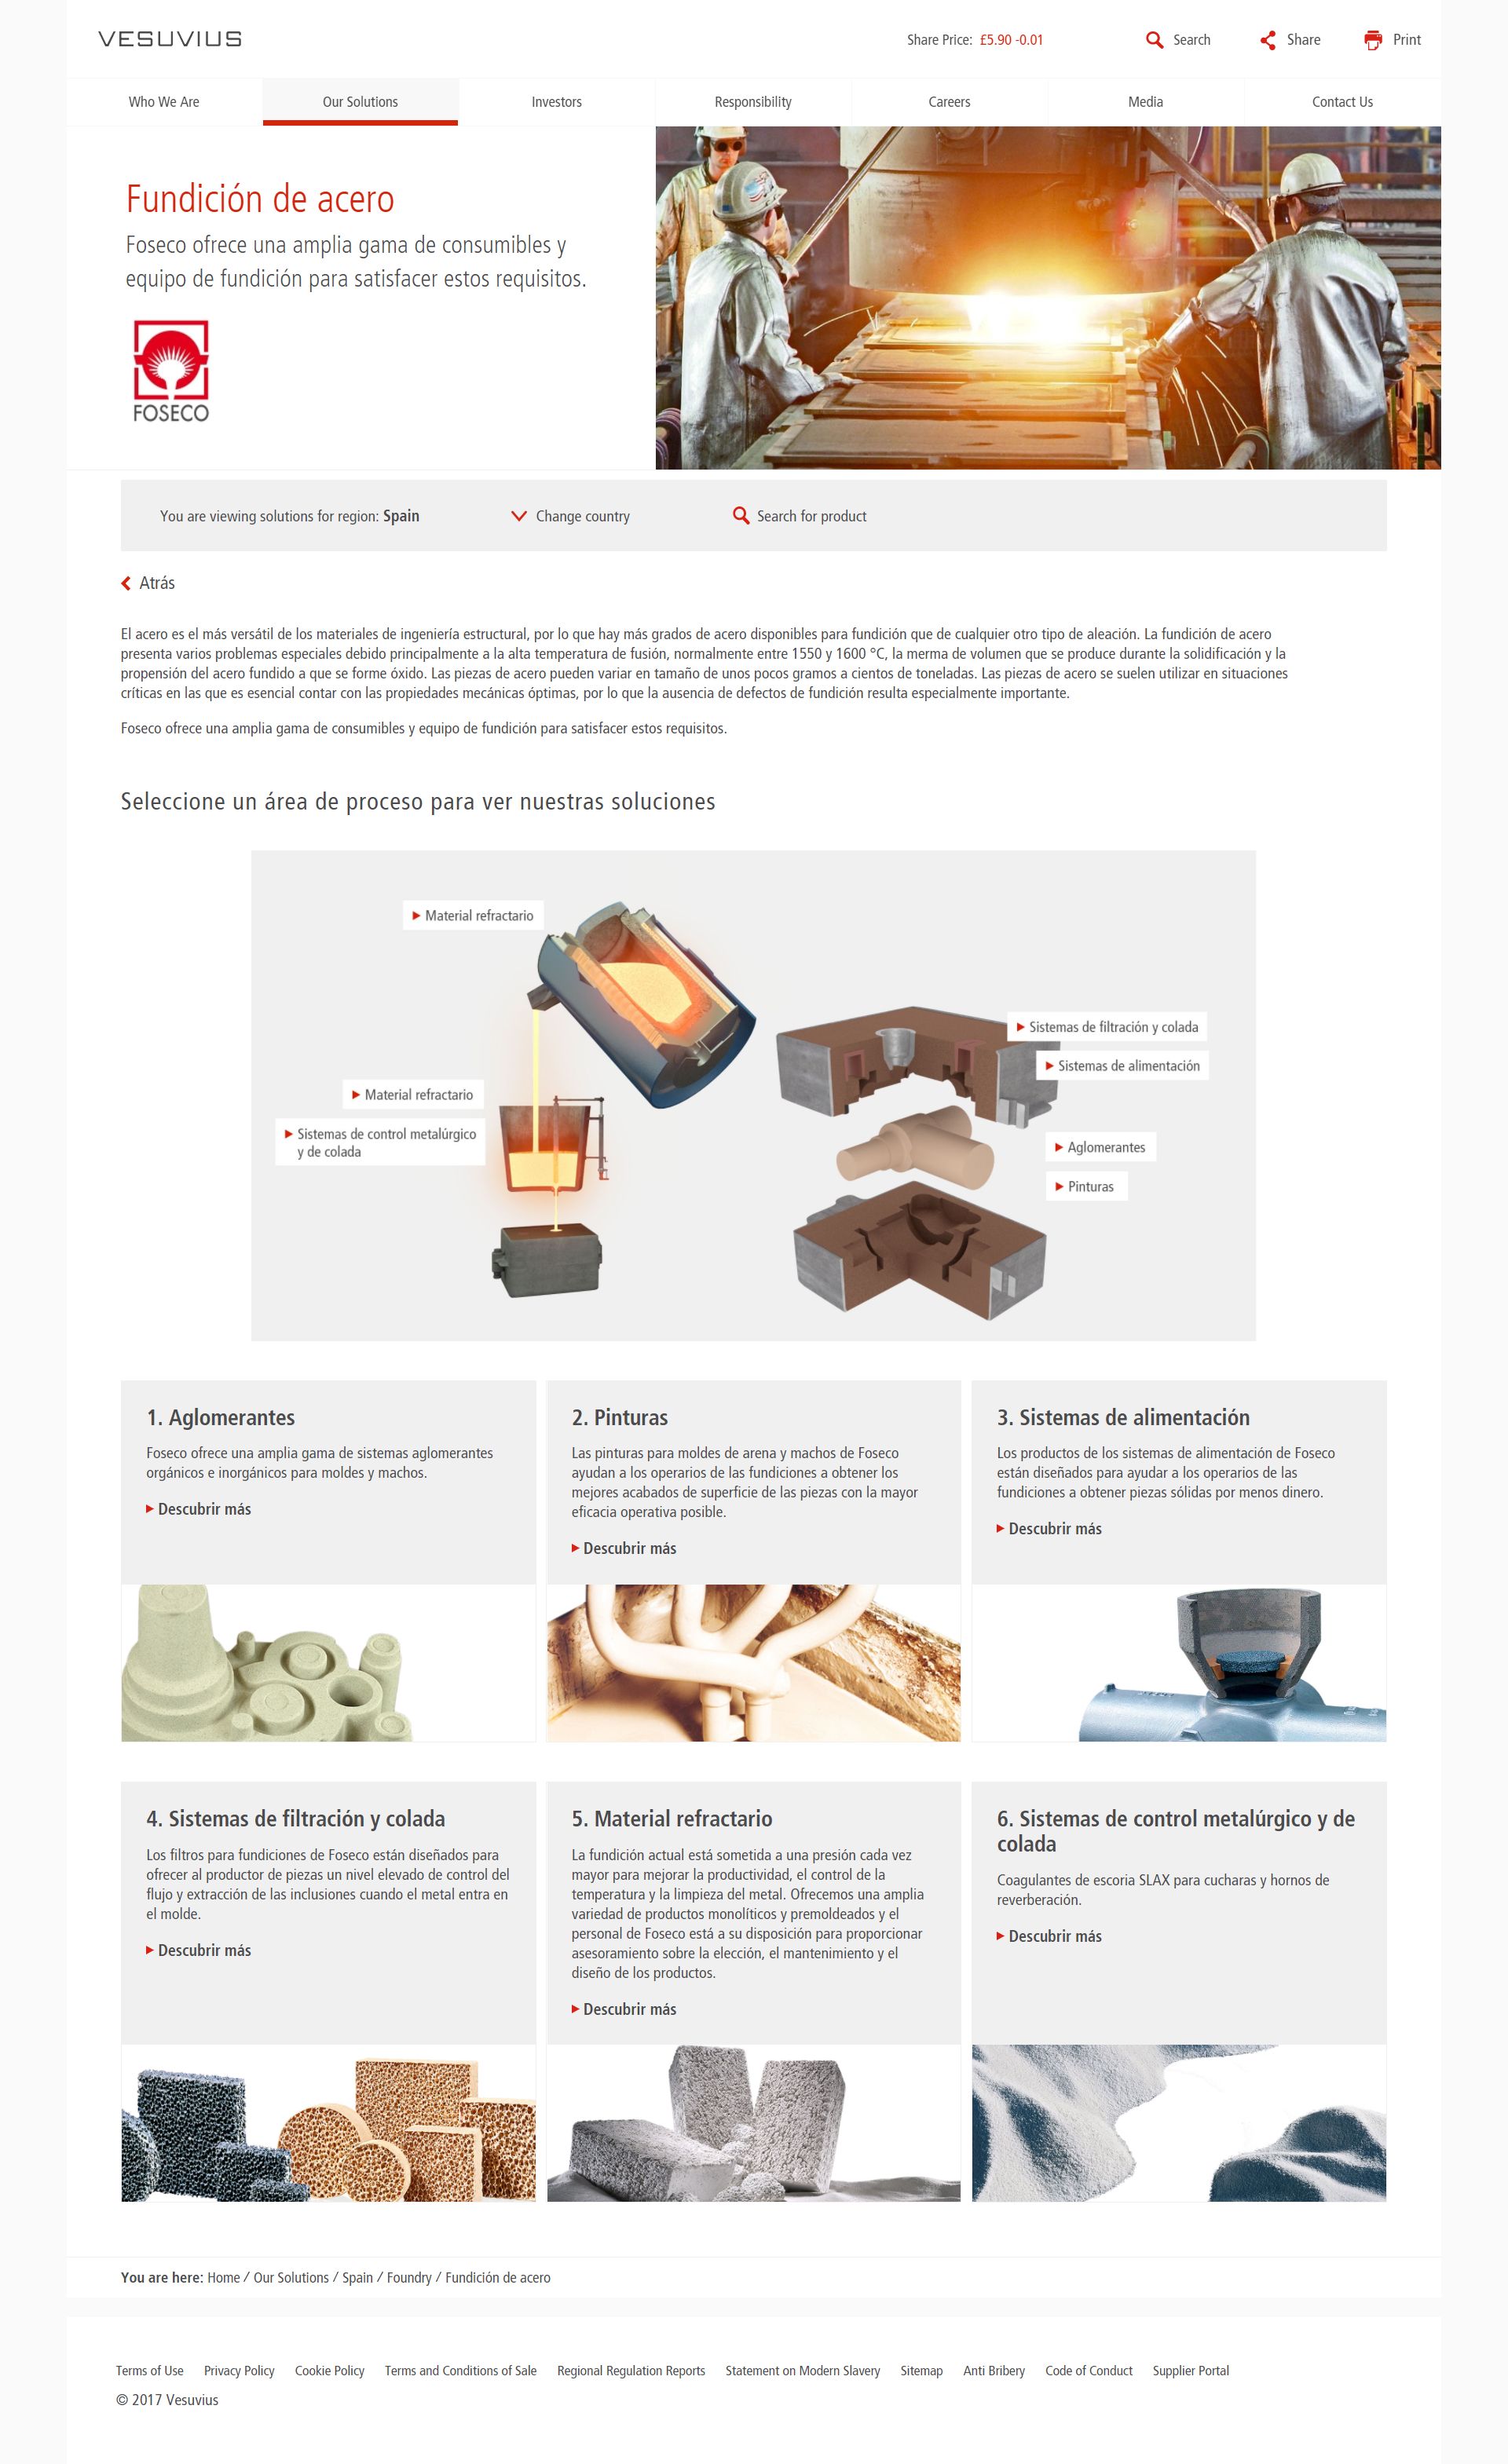 VESUVIUS
Share Price: £5.90 -0.01
Search
Share
Print
Who We Are
Our Solutions
Investors
Responsibility
Careers
Media
Contact Us
Fundición de acero
Foseco ofrece una amplia gama de consumibles y
equipo de fundición para satisfacer estos requisitos.
FOSECO
You are viewing solutions for region: Spain
Change country
Search for product
Atrás
El acero es el más versátil de los materiales de ingeniería estructural, por lo que hay más grados de acero disponibles para fundición que de cualquier otro tipo de aleación. La fundición de acero
presenta varios problemas especiales debido principalmente a la alta temperatura de fusión, normalmente entre 1550 y 1600 °C, la merma de volumen que se produce durante la solidificación y la
propensión del acero fundido a que se forme óxido. Las piezas de acero pueden variar en tamaño de unos pocos gramos a cientos de toneladas. Las piezas de acero se suelen utilizar en situaciones
críticas en las que es esencial contar con las propiedades mecánicas óptimas, por lo que la ausencia de defectos de fundición resulta especialmente importante.
Foseco ofrece una amplia gama de consumibles y equipo de fundición para satisfacer estos requisitos.
Seleccione un área de proceso para ver nuestras soluciones
Material refractario
Sistemas de filtración y colada
Sistemas de alimentación
Material refractario
Sistemas de control metalúrgico
y de colada
Aglomerantes
Pinturas
1. Aglomerantes
Foseco ofrece una amplia gama de sistemas aglomerantes
orgánicos e inorgánicos para moldes y machos.
Descubrir más
2. Pinturas
Las pinturas para moldes de arena y machos de Foseco
ayudan a los operarios de las fundiciones a obtener los
mejores acabados de superficie de las piezas con la mayor
eficacia operativa posible.
Descubrir más
3. Sistemas de alimentación
Los productos de los sistemas de alimentación de Foseco
están diseñados para ayudar a los operarios de las
fundiciones a obtener piezas sólidas por menos dinero.
Descubrir más
4. Sistemas de filtración y colada
Los filtros para fundiciones de Foseco están diseñados para
ofrecer al productor de piezas un nivel elevado de control del
flujo y extracción de las inclusiones cuando el metal entra en
el molde.
Descubrir más
5. Material refractario
La fundición actual está sometida a una presión cada vez
mayor para mejorar la productividad, el control de la
temperatura y la limpieza del metal. Ofrecemos una amplia
variedad de productos monolíticos y premoldeados y el
personal de Foseco está a su disposición para proporcionar
asesoramiento sobre la elección, el mantenimiento y el
diseño de los productos.
Descubrir más
6. Sistemas de control metalúrgico y de
colada
Coagulantes de escoria SLAX para cucharas y hornos de
reverberación.
Descubrir más
You are here: Home / Our Solutions / Spain / Foundry / Fundición de acero
Terms of Use
Privacy Policy
Cookie Policy
Terms and Conditions of Sale
Regional Regulation Reports
Statement on Modern Slavery
Sitemap
Anti Bribery
Code of Conduct
Supplier Portal
© 2017 Vesuvius